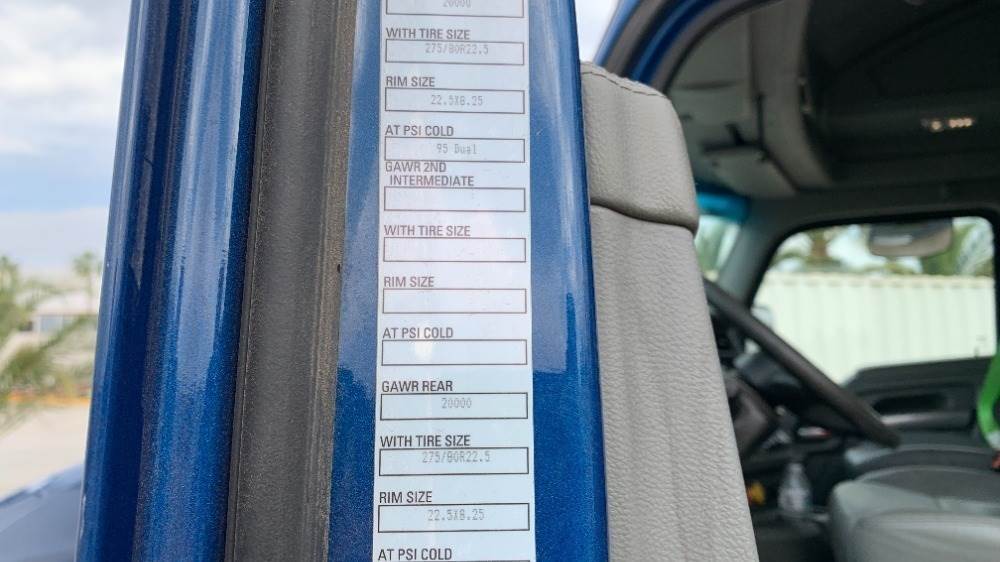 20000
WITH TIRE SIZE
275/80R22.5
RIM SIZE
22.5X8.25
AT PSI COLD
95 Dual
GAWR 2ND
INTERMEDIATE
WITH TIRE SIZE
RIM SIZE
AT PSI COLD
GAWR REAR
20000
WITH TIRE SIZE
275/80R22.5
RIM SIZE
22.5X8.25
AT PSI COLD